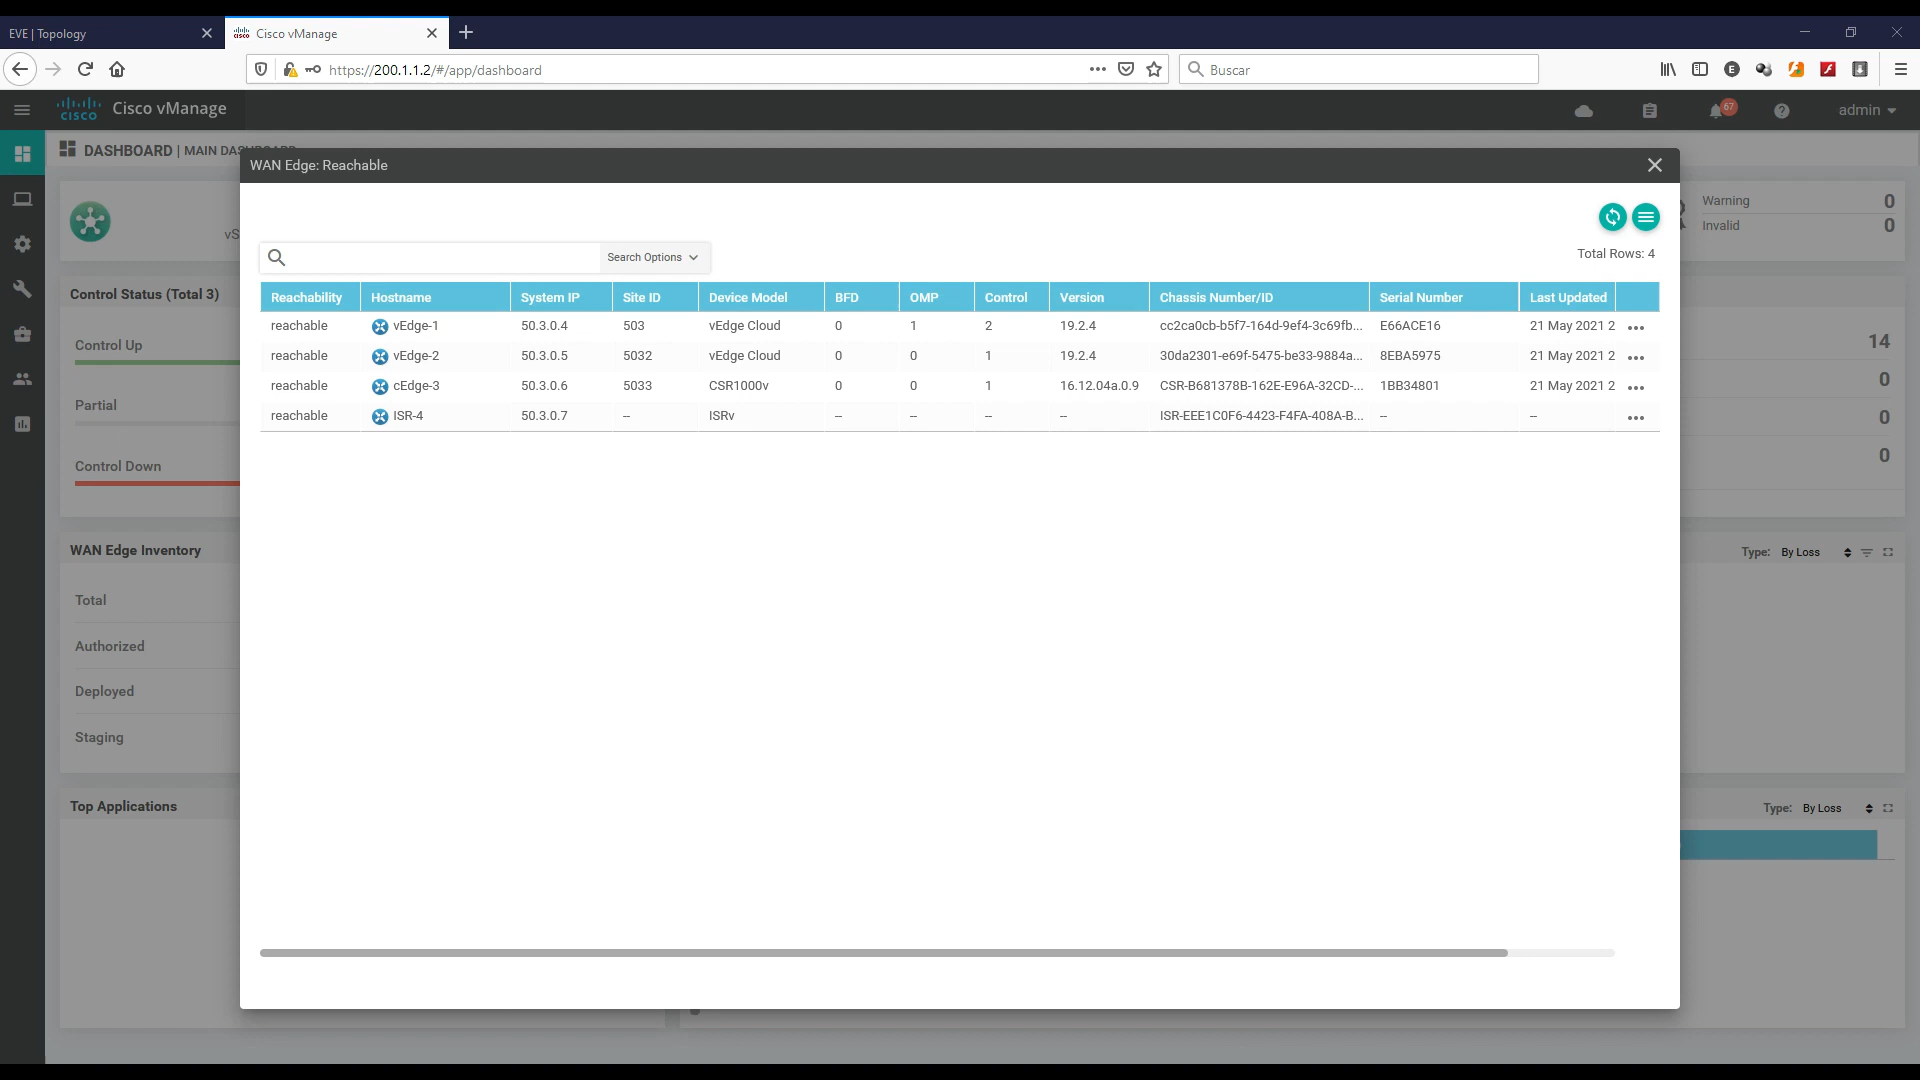 EVE | Topology
Cisco vManage
https://200.1.1.2/#/app/dashboard
Buscar
cisco Cisco vManage
67
admin
DASHBOARD | MAIN DASHBOARD
WAN Edge: Reachable
Warning 0
Invalid 0
vS
Search Options
Total Rows: 4
Control Status (Total 3)
Reachability Hostname System IP Site ID Device Model BFD OMP Control Version Chassis Number/ID Serial Number Last Updated
reachable vEdge-1 50.3.0.4 503 vEdge Cloud 0 1 2 19.2.4 cc2ca0cb-b5f7-164d-9ef4-3c69fb... E66ACE16 21 May 2021 2
reachable vEdge-2 50.3.0.5 5032 vEdge Cloud 0 0 1 19.2.4 30da2301-e69f-5475-be33-9884a... 8EBA5975 21 May 2021 2
reachable cEdge-3 50.3.0.6 5033 CSR1000v 0 0 1 16.12.04a.0.9 CSR-B681378B-162E-E96A-32CD-... 1BB34801 21 May 2021 2
reachable ISR-4 50.3.0.7 -- ISRv -- -- -- -- ISR-EEE1C0F6-4423-F4FA-408A-B... -- --
Control Up
14
0
Partial
0
0
Control Down
WAN Edge Inventory
Type: By Loss
Total
Authorized
Deployed
Staging
Top Applications
Type: By Loss